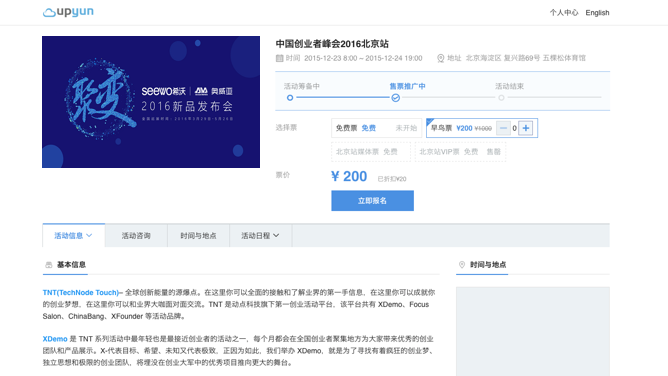 upyun
个人中心 English
聚变 seewo希沃 奥威亚
2016新品发布会
中国创业者峰会2016北京站
时间 2015-12-23 8:00 ~ 2015-12-24 19:00 地址 北京海淀区 复兴路69号 五棵松体育馆
活动筹备中 售票推广中 活动结束
选择票 免费票 免费 未开始 早鸟票 ¥200 ¥1000 — 0 +
北京站媒体票 免费 北京站VIP票 免费 售罄
票价 ¥ 200 已折扣¥20
立即报名
活动信息 活动咨询 时间与地点 活动日程
基本信息 时间与地点
TNT(TechNode Touch)– 全球创新能量的源爆点。在这里你可以全面的接触和了解业界的第一手信息，在这里你可以成就你
的创业梦想，在这里你可以和业界大咖面对面交流。TNT 是动点科技旗下第一创业活动平台，该平台共有 XDemo、Focus
Salon、ChinaBang、XFounder 等活动品牌。
XDemo 是 TNT 系列活动中最年轻也是最接近创业者的活动之一，每个月都会在全国创业者聚集地方为大家带来优秀的创业
团队和产品展示。X-代表目标、希望、未知又代表极致，正因为如此，我们举办 XDemo，就是为了寻找有着疯狂的创业梦、
独立思想和极限的创业团队，将埋没在创业大军中的优秀项目推向更大的舞台。